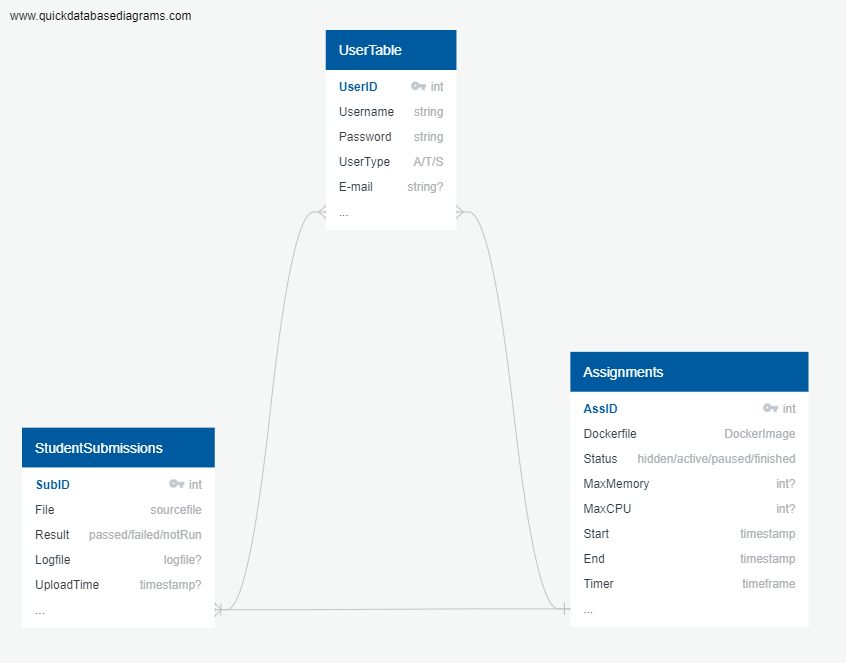 www.quickdatabasediagrams.com
UserTable
UserID int
Username string
Password string
UserType A/T/S
E-mail string?
...
Assignments
AssID int
Dockerfile DockerImage
Status hidden/active/paused/finished
MaxMemory int?
MaxCPU int?
Start timestamp
End timestamp
Timer timeframe
...
StudentSubmissions
SubID int
File sourcefile
Result passed/failed/notRun
Logfile logfile?
UploadTime timestamp?
...